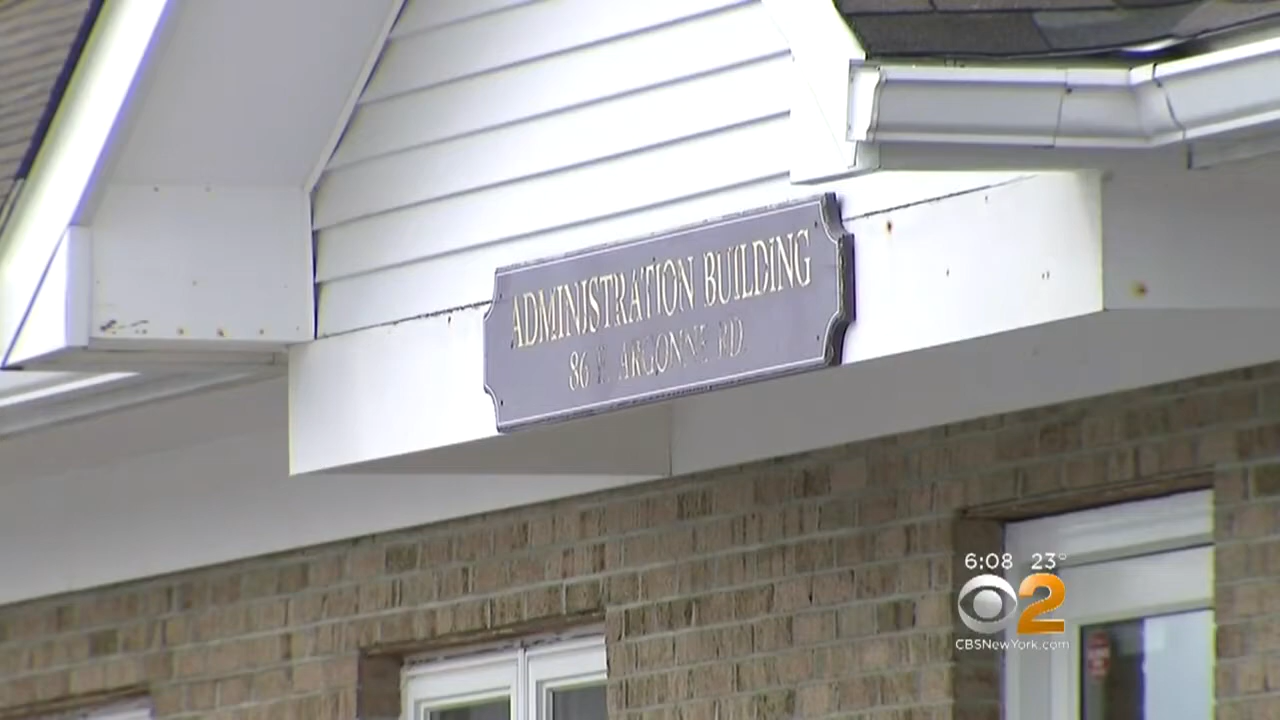 ADMINISTRATION BUILDING
86 E. ARGONNE RD.
6:08 23°
2
CBSNewYork.com